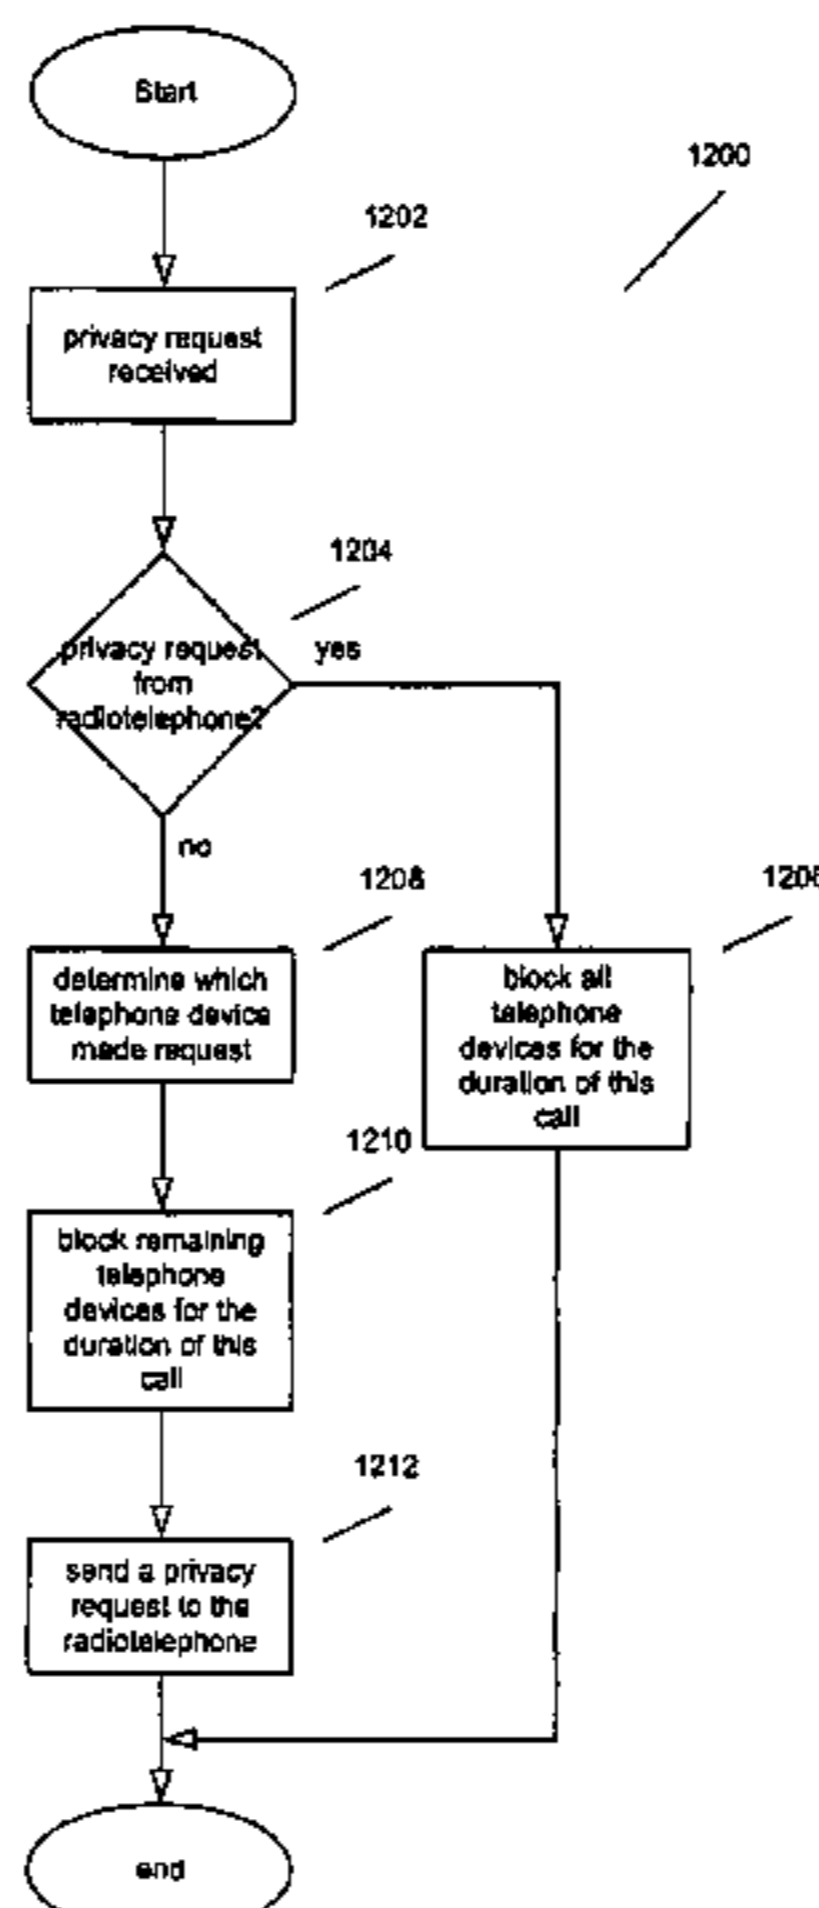 Start
1200
1202
privacy request
received
1204
privacy request
from
radiotelephone?
yes
no
1208
determine which
telephone device
made request
block all
telephone
devices for the
duration of this
call
1210
block remaining
telephone
devices for the
duration of this
call
1212
send a privacy
request to the
radiotelephone
end